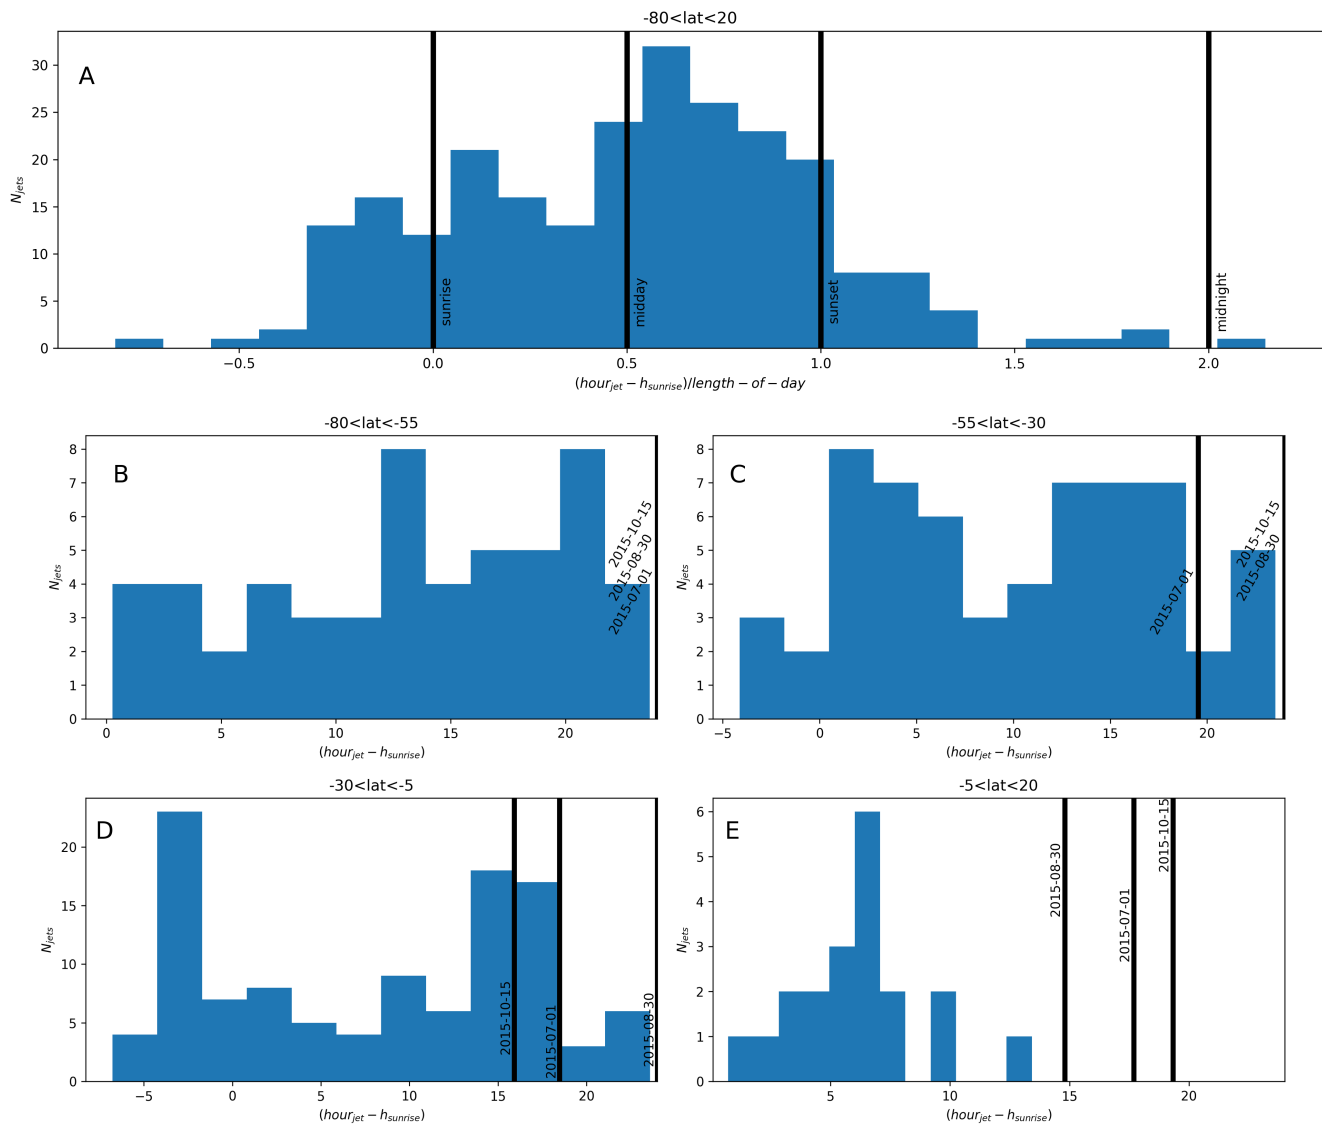 -80<lat<20
A
30
25
20
15
10
5
0
N_jets
sunrise
midday
sunset
midnight
−0.5 0.0 0.5 1.0 1.5 2.0
(hour_jet − h_sunrise)/length − of − day
-80<lat<-55
B
8
7
6
5
4
3
2
1
0
N_jets
2015-10-15
2015-08-30
2015-07-01
0 5 10 15 20
(hour_jet − h_sunrise)
-55<lat<-30
C
8
7
6
5
4
3
2
1
0
N_jets
2015-07-01
2015-10-15
2015-08-30
−5 0 5 10 15 20
(hour_jet − h_sunrise)
-30<lat<-5
D
20
15
10
5
0
N_jets
2015-10-15
2015-07-01
2015-08-30
−5 0 5 10 15 20
(hour_jet − h_sunrise)
-5<lat<20
E
6
5
4
3
2
1
0
N_jets
2015-08-30
2015-07-01
2015-10-15
5 10 15 20
(hour_jet − h_sunrise)